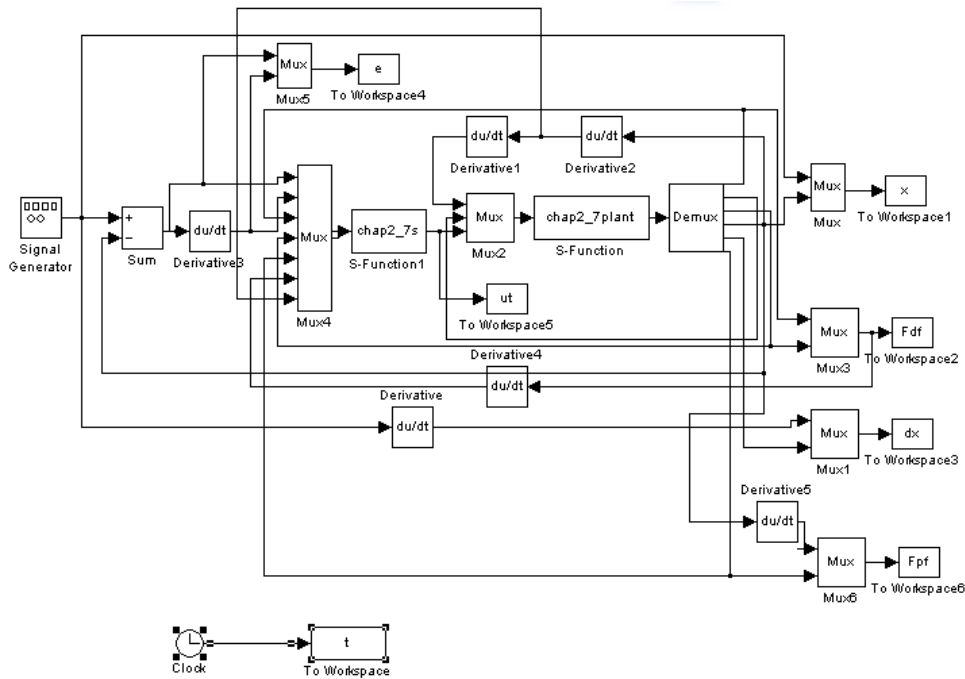 Mux
Mux5
e
To Workspace4
du/dt
Derivative1
du/dt
Derivative2
Mux
Mux
x
To Workspace1
Signal
Generator
+
−
Sum
du/dt
Derivative3
Mux
Mux4
chap2_7s
S-Function1
Mux
Mux2
chap2_7plant
S-Function
Demux
ut
To Workspace5
Mux
Mux3
Fdf
To Workspace2
Derivative4
du/dt
Derivative
du/dt
Mux
Mux1
dx
To Workspace3
Derivative5
du/dt
Mux
Mux6
Fpf
To Workspace6
Clock
t
To Workspace